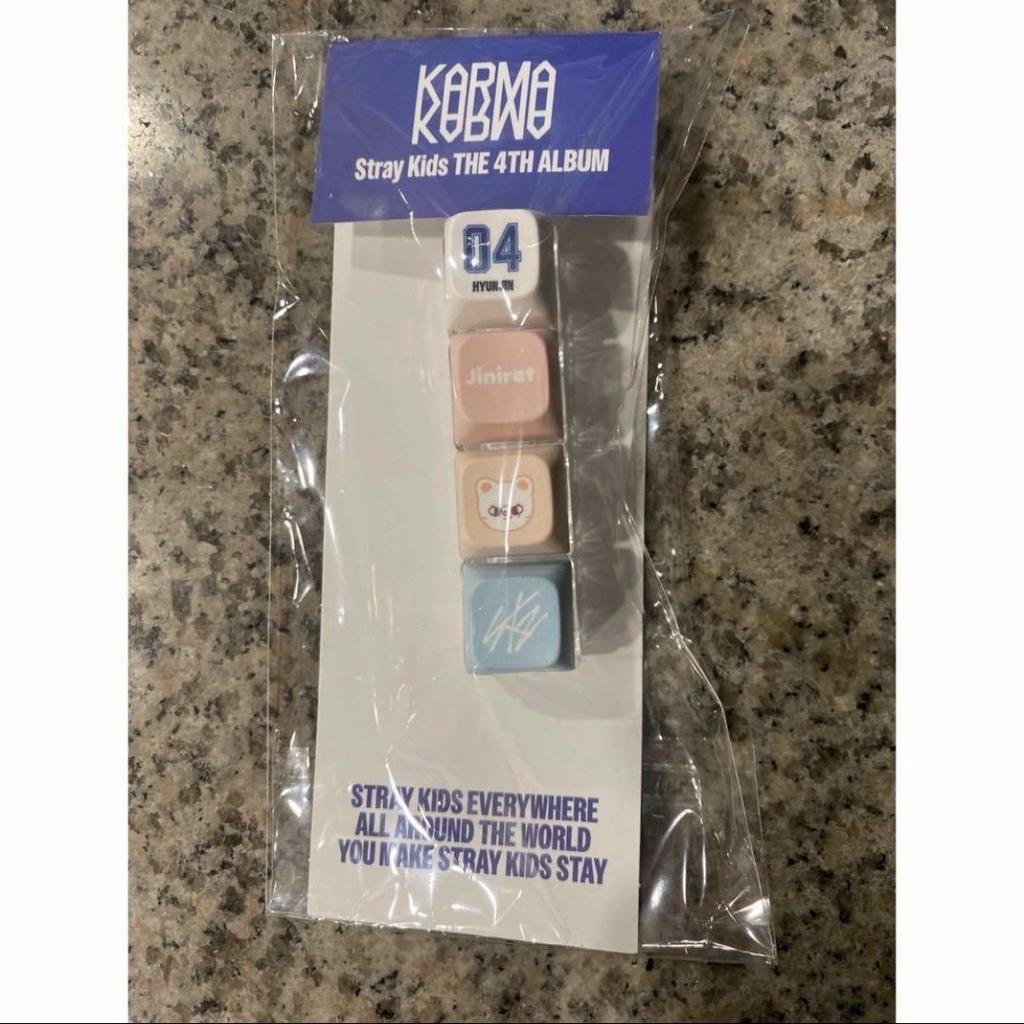 KARMA
Stray Kids THE 4TH ALBUM
04
HYUNJIN
Jiniret
SKZ
STRAY KIDS EVERYWHERE
ALL AROUND THE WORLD
YOU MAKE STRAY KIDS STAY